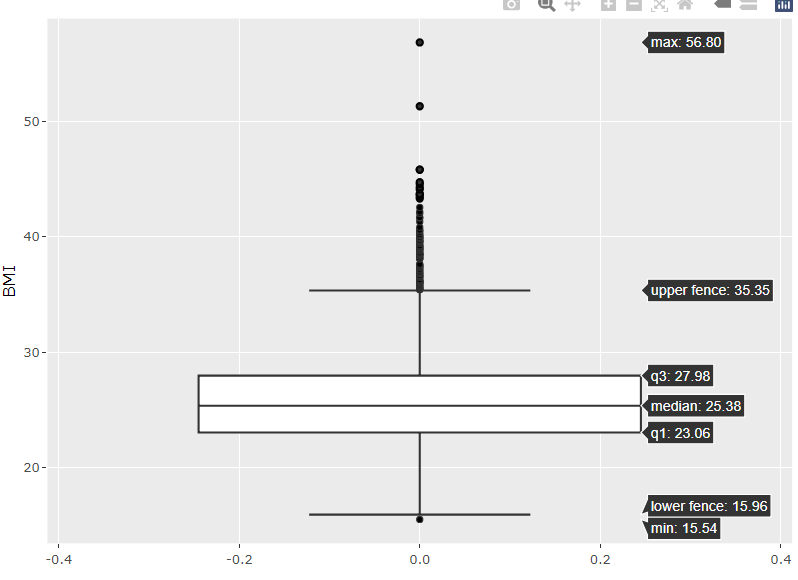 max: 56.80
50
40
BMI
upper fence: 35.35
30
q3: 27.98
median: 25.38
q1: 23.06
20
lower fence: 15.96
min: 15.54
-0.4
-0.2
0.0
0.2
0.4